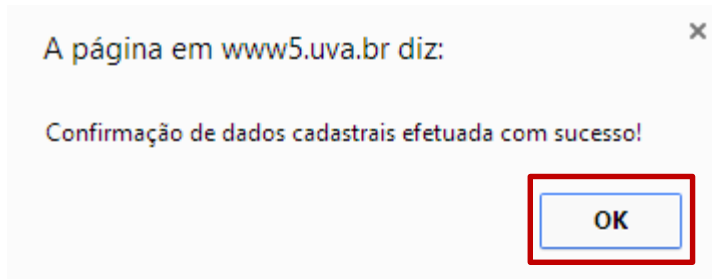 A página em www5.uva.br diz:
Confirmação de dados cadastrais efetuada com sucesso!
OK